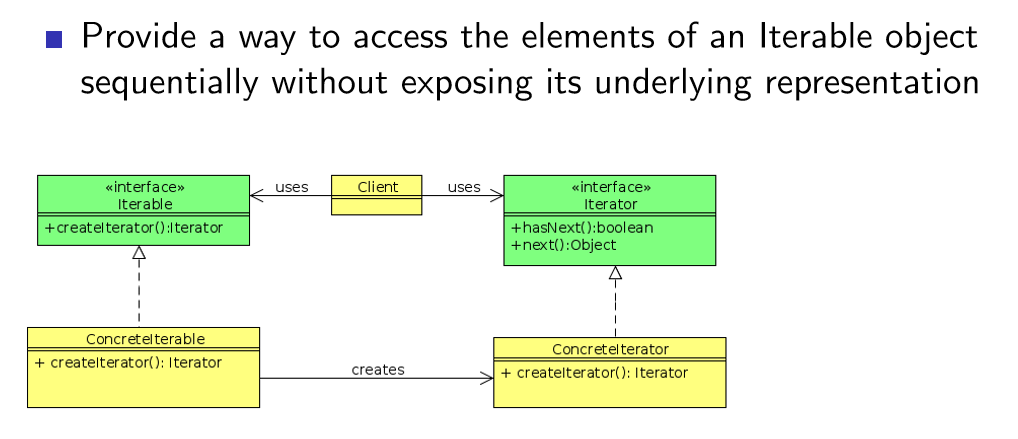 Provide a way to access the elements of an Iterable object
sequentially without exposing its underlying representation
«interface»
Iterable
+createIterator():Iterator
uses
Client
uses
«interface»
Iterator
+hasNext():boolean
+next():Object
ConcreteIterable
+ createIterator(): Iterator
creates
ConcreteIterator
+ createIterator(): Iterator